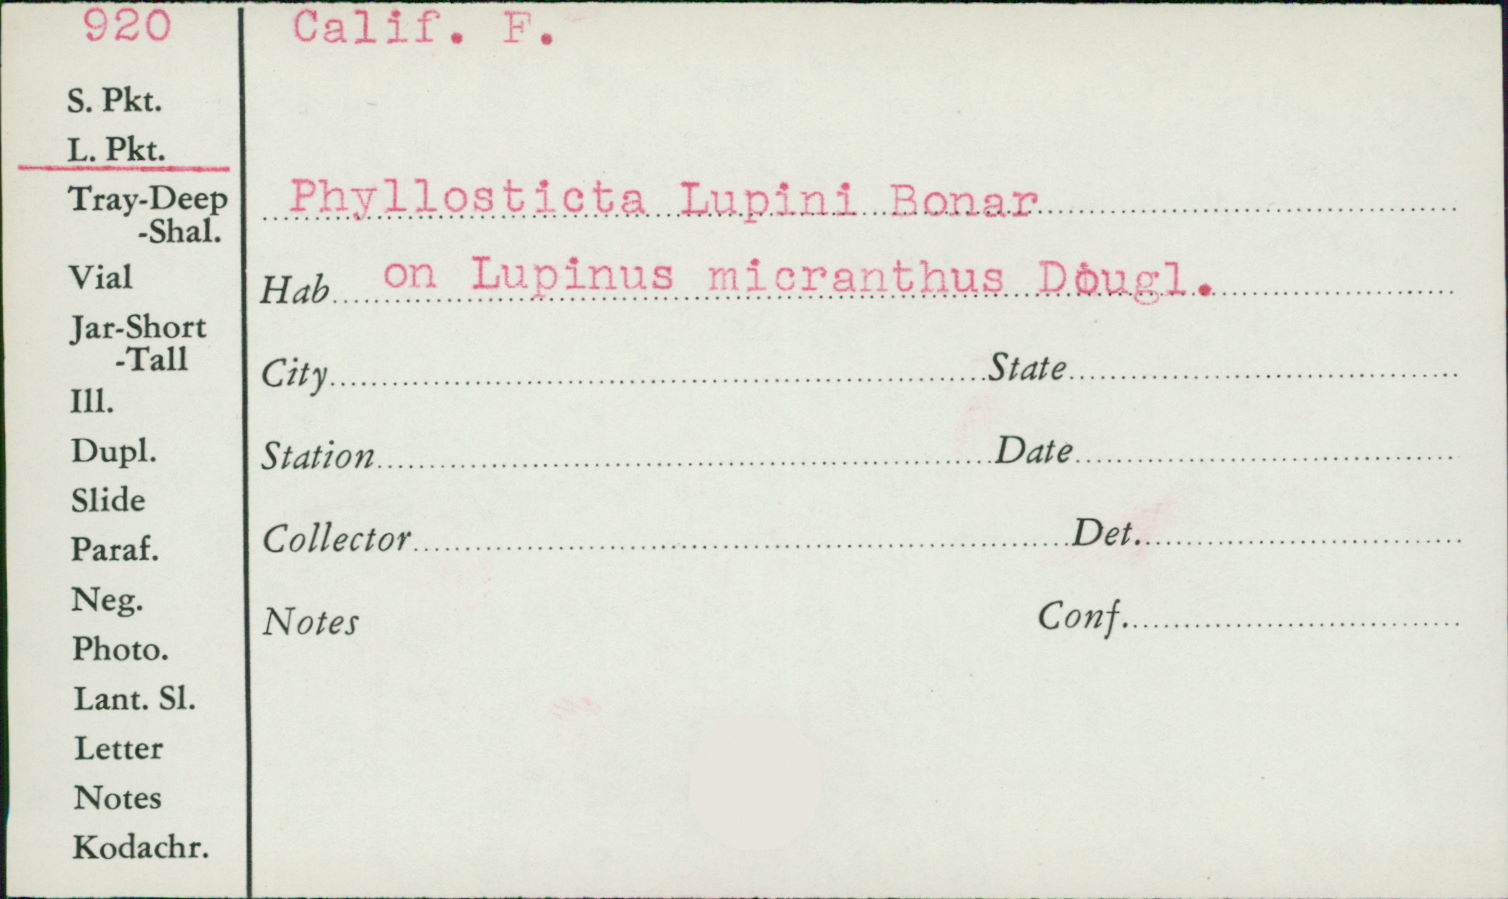 920
Calif. F.
S. Pkt.
L. Pkt.
Tray-Deep
-Shal.
Vial
Jar-Short
-Tall
Ill.
Dupl.
Slide
Paraf.
Neg.
Photo.
Lant. Sl.
Letter
Notes
Kodachr.
Phyllosticta Lupini Bonar
Hab. on Lupinus micranthus Dougl.
City State
Station Date
Collector Det.
Notes Conf.